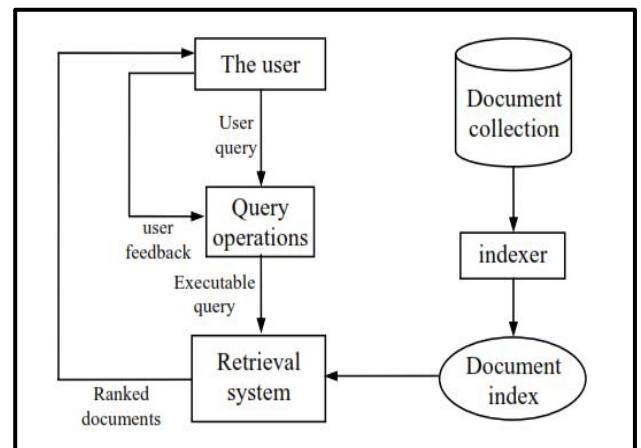 The user
User
query
user
feedback
Query
operations
Executable
query
Retrieval
system
Ranked
documents
Document
collection
indexer
Document
index